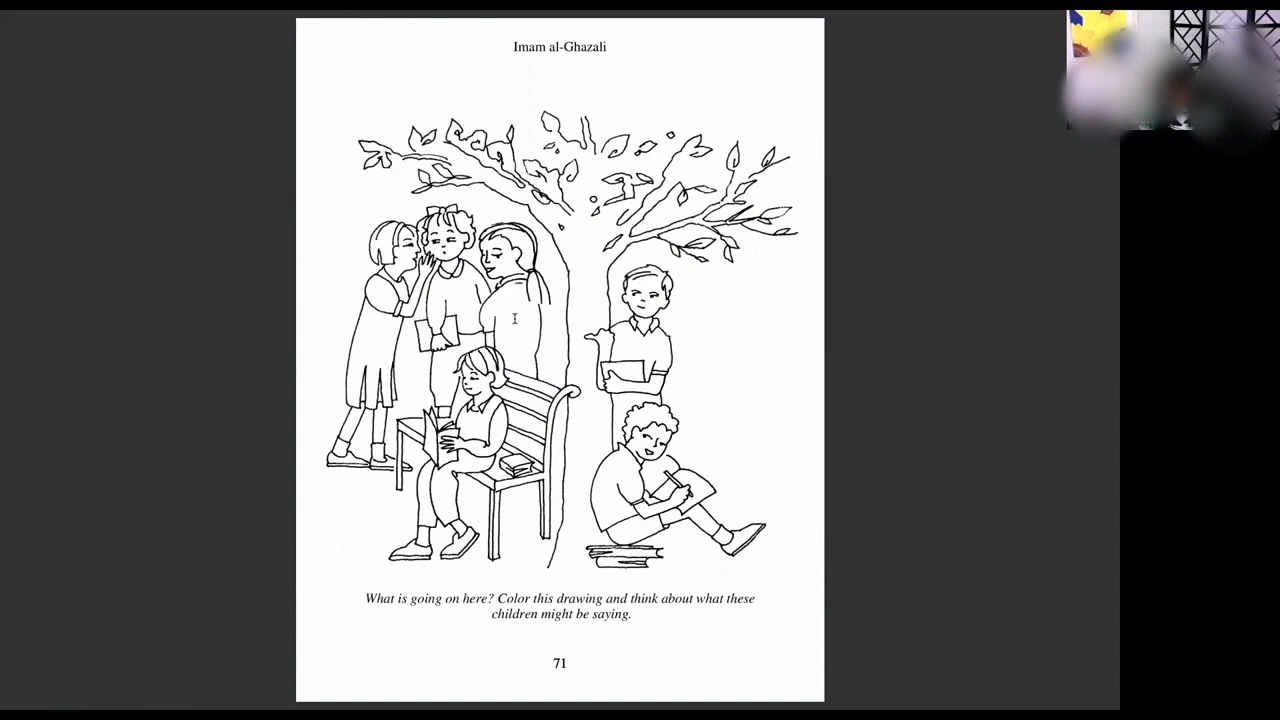 Imam al-Ghazali
What is going on here? Color this drawing and think about what these
children might be saying.
71